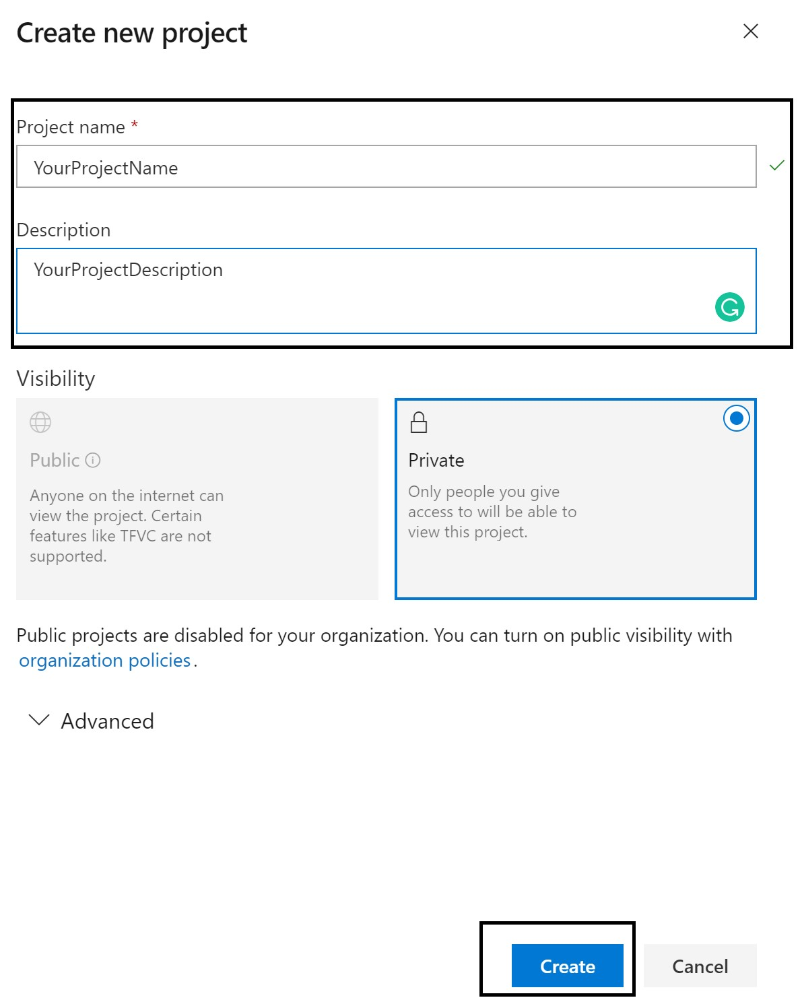 Create new project
Project name *
YourProjectName
Description
YourProjectDescription
Visibility
Public
Anyone on the internet can
view the project. Certain
features like TFVC are not
supported.
Private
Only people you give
access to will be able to
view this project.
Public projects are disabled for your organization. You can turn on public visibility with
organization policies.
Advanced
Create
Cancel